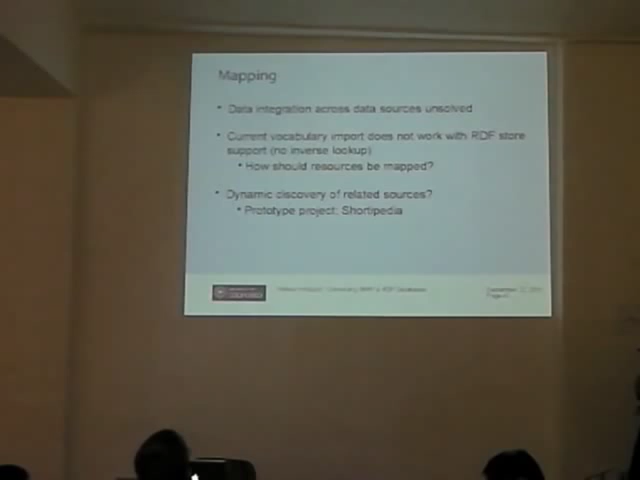 Mapping
• Data integration across data sources unsolved
• Current vocabulary import does not work with RDF store
support (no inverse lookup)
• How should resources be mapped?
• Dynamic discovery of related sources?
• Prototype project: Shortipedia